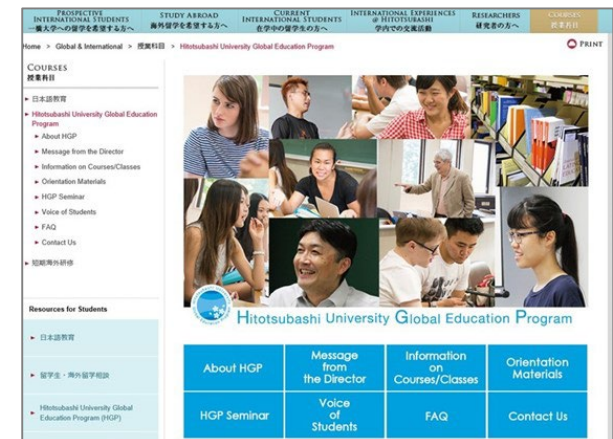 PROSPECTIVE
INTERNATIONAL STUDENTS
一橋大学への留学を希望する方へ
STUDY ABROAD
海外留学を希望する方へ
CURRENT
INTERNATIONAL STUDENTS
在学中の留学生の方へ
INTERNATIONAL EXPERIENCES
@ HITOTSUBASHI
学内での交流活動
RESEARCHERS
研究者の方へ
COURSES
授業科目
Home > Global & International > 授業科目 > Hitotsubashi University Global Education Program
PRINT
COURSES
授業科目
日本語教育
Hitotsubashi University Global Education
Program
About HGP
Message from the Director
Information on Courses/Classes
Orientation Materials
HGP Seminar
Voice of Students
FAQ
Contact Us
短期海外研修
Resources for Students
日本語教育
留学生・海外留学相談
Hitotsubashi University Global
Education Program (HGP)
Hitotsubashi University Global Education Program
About HGP
Message
from
the Director
Information
on
Courses/Classes
Orientation
Materials
HGP Seminar
Voice
of
Students
FAQ
Contact Us